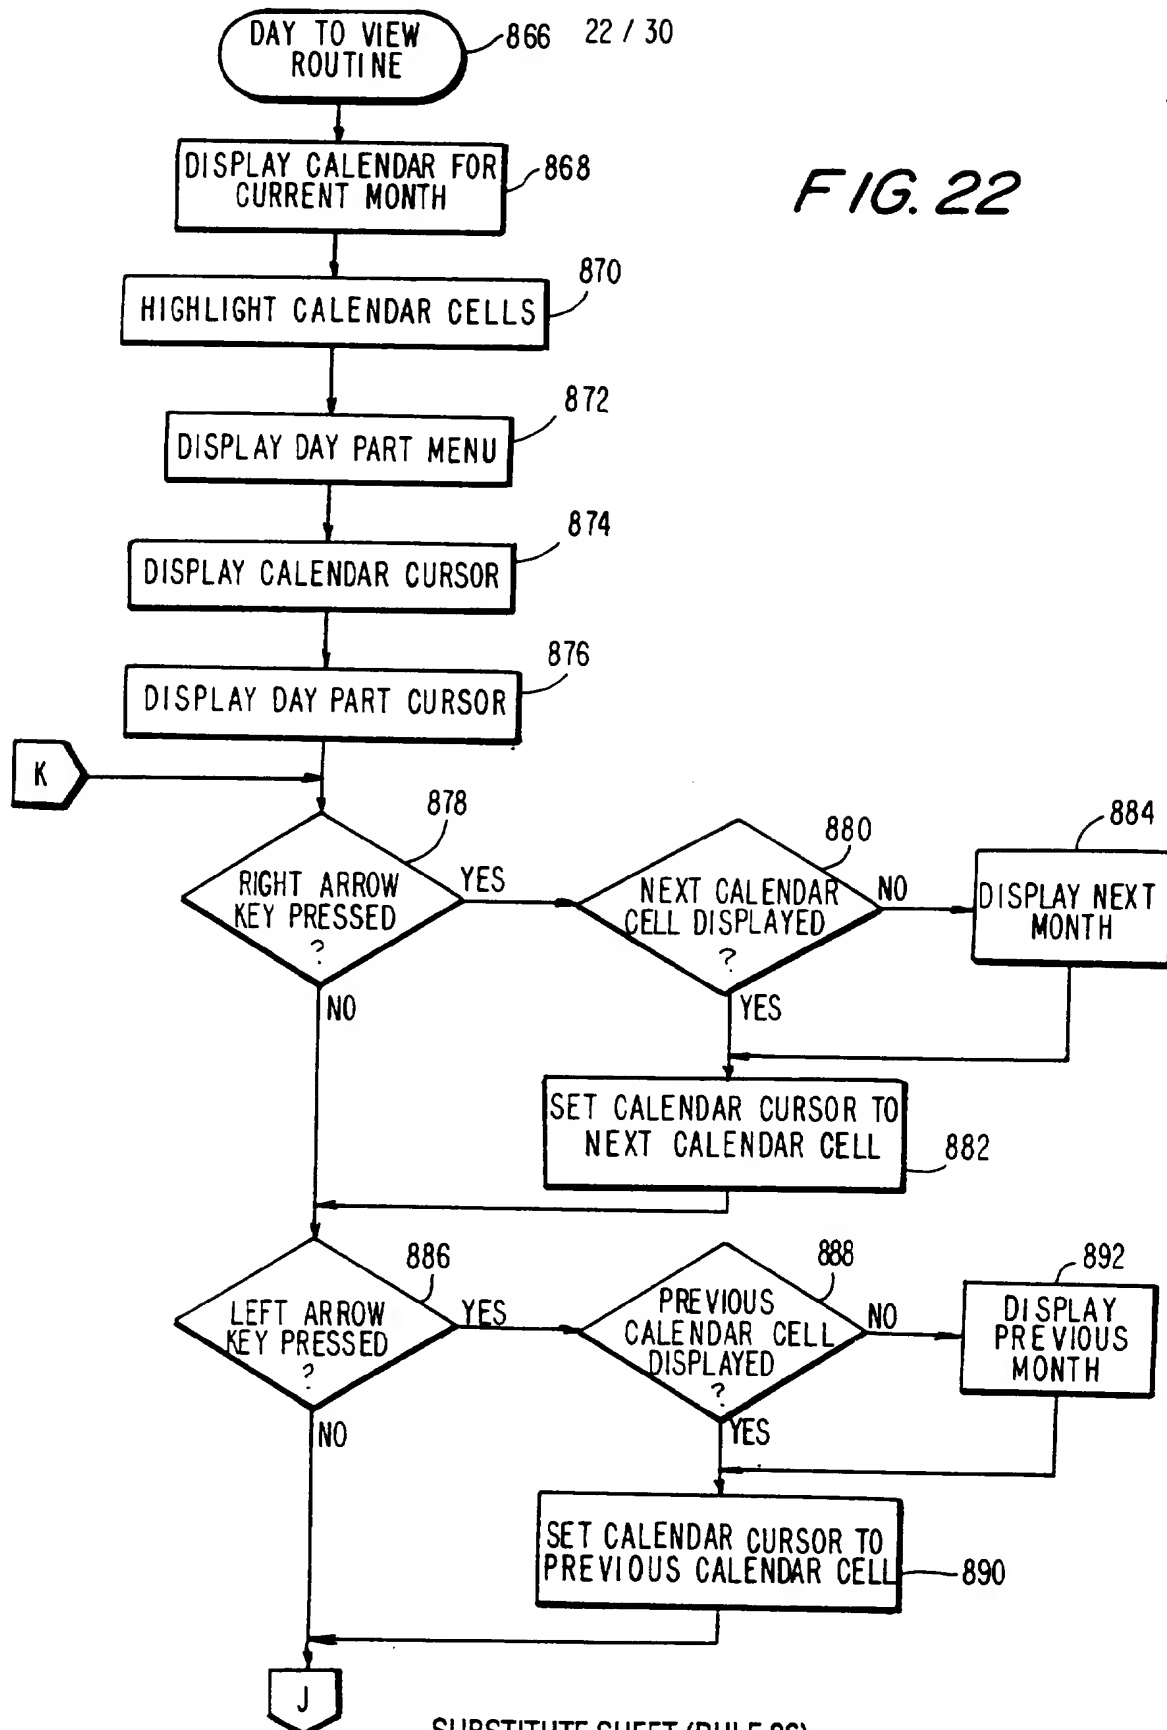 DAY TO VIEW
ROUTINE
866
22 / 30
DISPLAY CALENDAR FOR
CURRENT MONTH
868
FIG. 22
870
HIGHLIGHT CALENDAR CELLS
872
DISPLAY DAY PART MENU
874
DISPLAY CALENDAR CURSOR
876
DISPLAY DAY PART CURSOR
K
878
RIGHT ARROW
KEY PRESSED
?
YES
NO
880
NEXT CALENDAR
CELL DISPLAYED
?
NO
YES
884
DISPLAY NEXT
MONTH
SET CALENDAR CURSOR TO
NEXT CALENDAR CELL
882
886
LEFT ARROW
KEY PRESSED
?
YES
NO
888
PREVIOUS
CALENDAR CELL
DISPLAYED
?
NO
YES
892
DISPLAY
PREVIOUS
MONTH
SET CALENDAR CURSOR TO
PREVIOUS CALENDAR CELL
890
J
SUBSTITUTE SHEET (RULE 26)